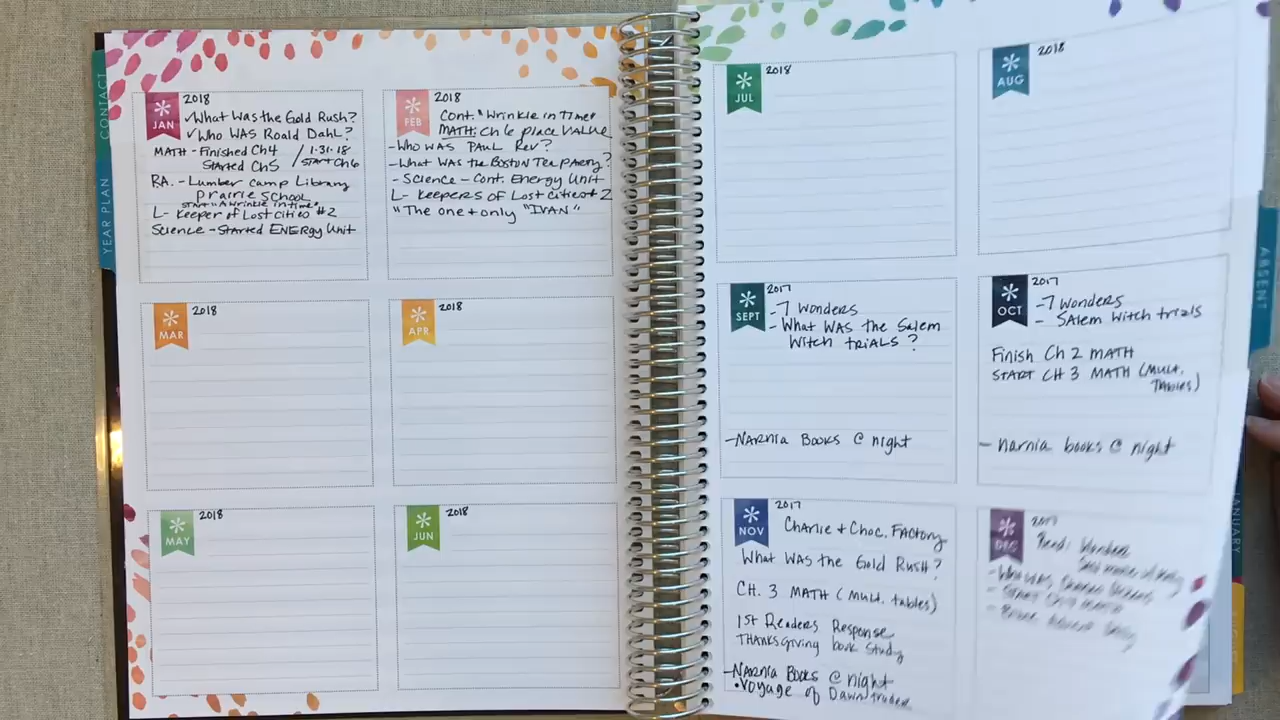 CONTACT
YEAR PLAN
JAN
2018
✓What Was the Gold Rush?
✓Who WAS Roald Dahl?
MATH - Finished Ch4 / 1.31.18
Started Ch5 / START Ch6
RA. - Lumber camp Library
prairie school
START - A Wrinkle in time"
L- Keeper of Lost Cities #2
Science - Started ENERGY Unit
FEB
2018
Cont. "Wrinkle in Time"
MATH: Ch 6 place VALUE
-Who WAS PAUL Rev?
-What WAS the BOSTON Tea PARTY?
- Science - Cont. Energy Unit
L- Keepers of Lost Cities #2
"The one + only "IVAN"
MAR
2018
APR
2018
MAY
2018
JUN
2018
JUL
2018
AUG
2018
SEPT
2017
-7 Wonders
- What WAS the Salem
Witch TRIALS?
-NARNIA BOOKS @ night
OCT
2017
-7 Wonders
- SAlem Witch trials
Finish Ch 2 MATH
START CH 3 MATH (MULT.
TABLES)
- narnia books @ night
NOV
2017
CHArlie + Choc. FActory
What WAS the Gold RUSH?
CH. 3 MATH (MULT. tables)
1ST Readers Response
THANKSgiving book Study
-NARNIA BOOKS @ night
•Voyage of Dawn
DEC
2017
Read: Wonders
ABSENT
JANUARY